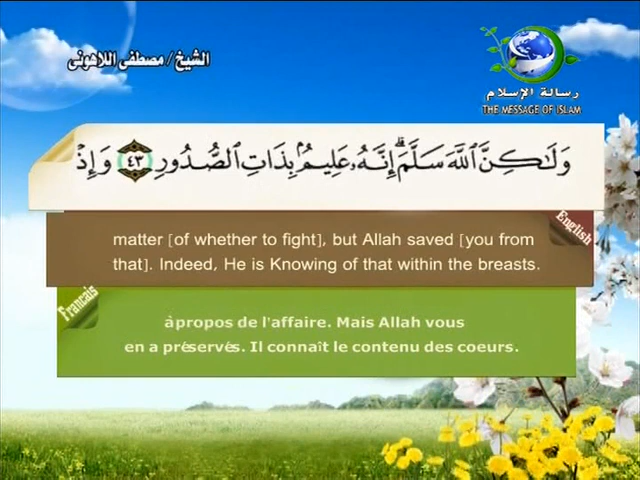 الشيخ / مصطفى اللاهونى
رسالة الإسلام
THE MESSAGE OF ISLAM
وَلَـٰكِنَّ ٱللَّهَ سَلَّمَ ۗ إِنَّهُۥ عَلِيمٌۢ بِذَاتِ ٱلصُّدُورِ ٤٣ وَإِذْ
English
matter [of whether to fight], but Allah saved [you from
that]. Indeed, He is Knowing of that within the breasts.
Francais
à propos de l'affaire. Mais Allah vous
en a préservés. Il connaît le contenu des coeurs.